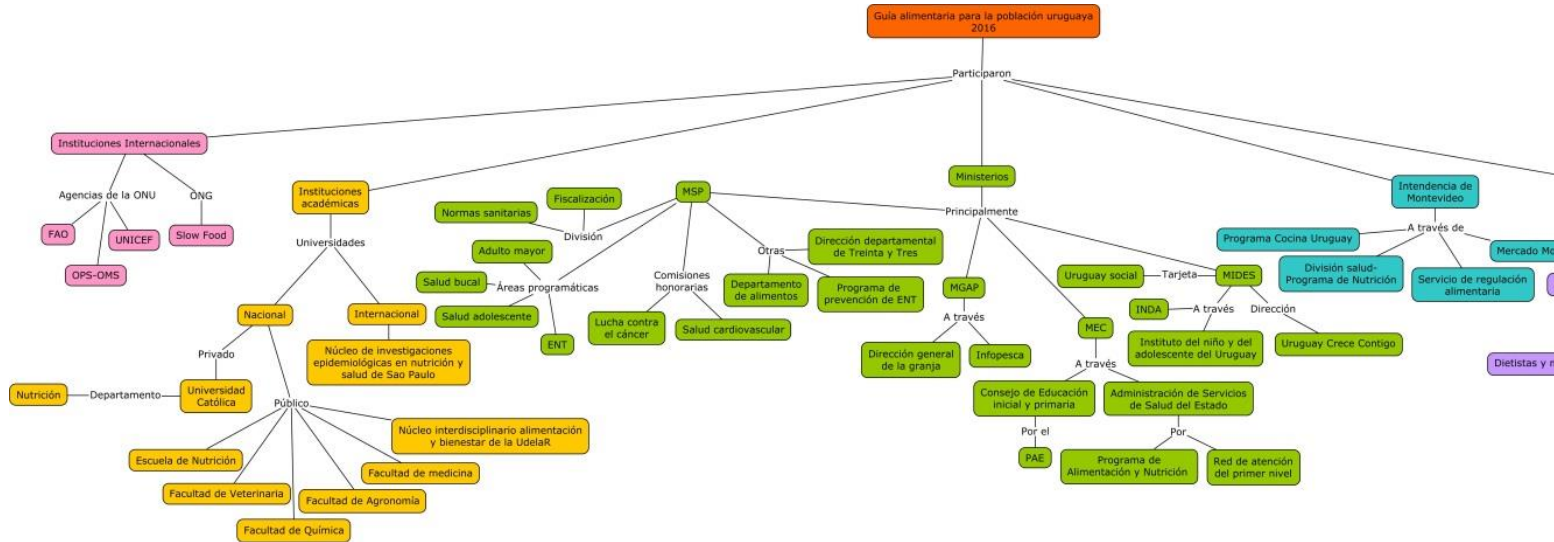 Guía alimentaria para la población uruguaya
2016
Participaron
Instituciones Internacionales
Agencias de la ONU
ONG
FAO
UNICEF
Slow Food
OPS-OMS
Instituciones
académicas
Universidades
Nacional
Internacional
Privado
Núcleo de investigaciones
epidemiológicas en nutrición y
salud de Sao Paulo
Nutrición
Departamento
Universidad
Católica
Público
Núcleo interdisciplinario alimentación
y bienestar de la UdelaR
Escuela de Nutrición
Facultad de medicina
Facultad de Veterinaria
Facultad de Agronomía
Facultad de Química
Ministerios
Principalmente
MSP
Fiscalización
Normas sanitarias
División
Adulto mayor
Salud bucal
Áreas programáticas
Salud adolescente
ENT
Comisiones
honorarias
Lucha contra
el cáncer
Salud cardiovascular
Otras
Dirección departamental
de Treinta y Tres
Departamento
de alimentos
Programa de
prevención de ENT
MGAP
A través
Dirección general
de la granja
Infopesca
MEC
A través
Consejo de Educación
inicial y primaria
Administración de Servicios
de Salud del Estado
Por el
PAE
Por
Programa de
Alimentación y Nutrición
Red de atención
del primer nivel
MIDES
Tarjeta
Uruguay social
INDA
A través
Dirección
Instituto del niño y del
adolescente del Uruguay
Uruguay Crece Contigo
Intendencia de
Montevideo
A través de
Programa Cocina Uruguay
Mercado
División salud-
Programa de Nutrición
Servicio de regulación
alimentaria
Dietistas y